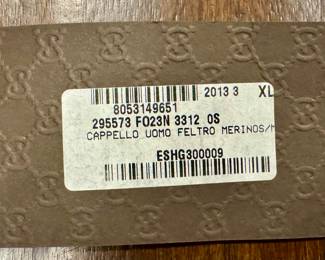 2013 3 XL
8053149651
295573 FO23N 3312 OS
CAPPELLO UOMO FELTRO MERINOS/
ESHG300009